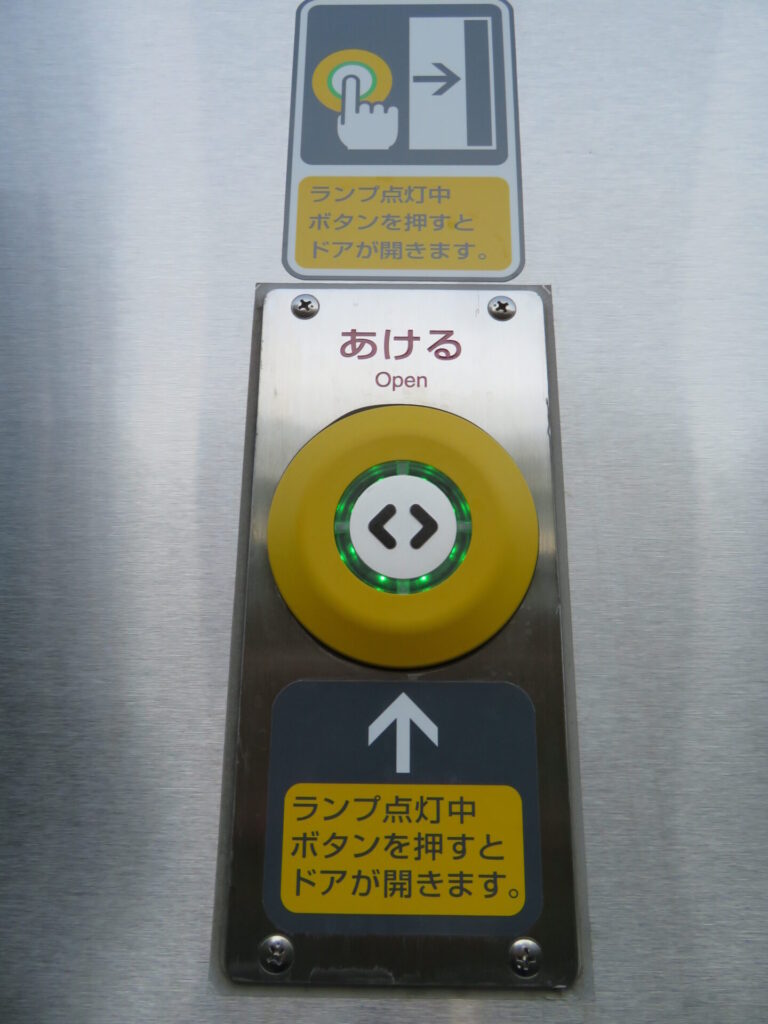 ランプ点灯中
ボタンを押すと
ドアが開きます。
あける
Open
ランプ点灯中
ボタンを押すと
ドアが開きます。